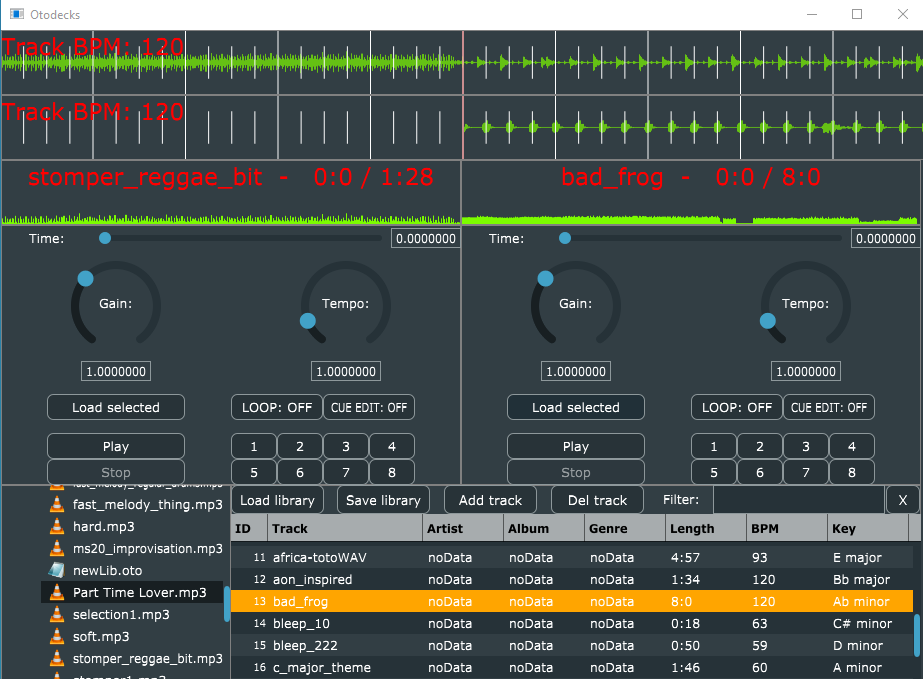 Otodecks
Track BPM: 120
Track BPM: 120
stomper_reggae_bit - 0:0 / 1:28
bad_frog - 0:0 / 8:0
Time: 0.0000000
Time: 0.0000000
Gain: Tempo:
Gain: Tempo:
1.0000000 1.0000000
1.0000000 1.0000000
Load selected LOOP: OFF CUE EDIT: OFF
Load selected LOOP: OFF CUE EDIT: OFF
Play 1 2 3 4
Play 1 2 3 4
Stop 5 6 7 8
Stop 5 6 7 8
fast_melody_regular_drums.mp3
fast_melody_thing.mp3
hard.mp3
ms20_improvisation.mp3
newLib.oto
Part Time Lover.mp3
selection1.mp3
soft.mp3
stomper_reggae_bit.mp3
stomper1.mp3
Load library Save library Add track Del track Filter: X
ID Track Artist Album Genre Length BPM Key
11 africa-totoWAV noData noData noData 4:57 93 E major
12 aon_inspired noData noData noData 1:34 120 Bb major
13 bad_frog noData noData noData 8:0 120 Ab minor
14 bleep_10 noData noData noData 0:18 63 C# minor
15 bleep_222 noData noData noData 0:50 59 D minor
16 c_major_theme noData noData noData 1:46 60 A minor